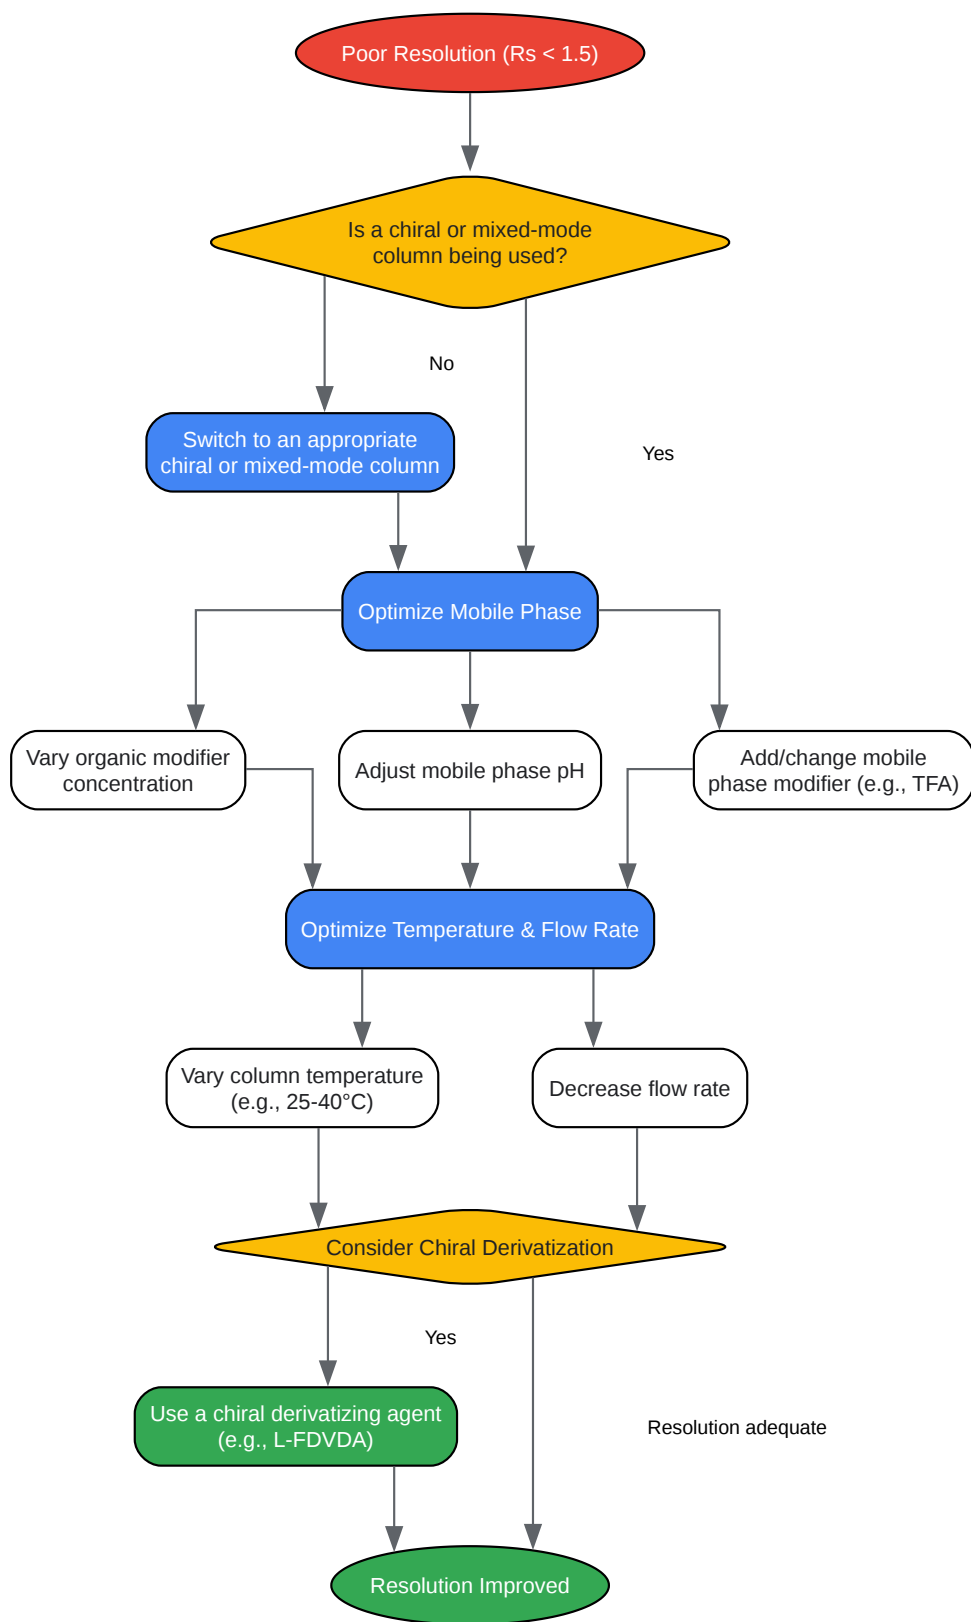 Poor Resolution (Rs < 1.5)
Is a chiral or mixed-mode
column being used?
No
Switch to an appropriate
chiral or mixed-mode column
Yes
Optimize Mobile Phase
Vary organic modifier
concentration
Adjust mobile phase pH
Add/change mobile
phase modifier (e.g., TFA)
Optimize Temperature & Flow Rate
Vary column temperature
(e.g., 25-40°C)
Decrease flow rate
Consider Chiral Derivatization
Yes
Use a chiral derivatizing agent
(e.g., L-FDVDA)
Resolution adequate
Resolution Improved